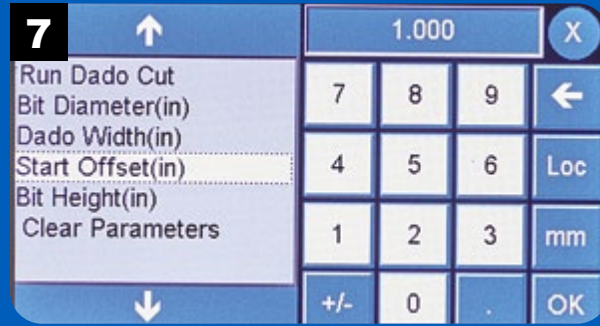 7
Run Dado Cut
Bit Diameter(in)
Dado Width(in)
Start Offset(in)
Bit Height(in)
Clear Parameters
1.000 X
7 8 9
4 5 6 Loc
1 2 3 mm
+/- 0 . OK